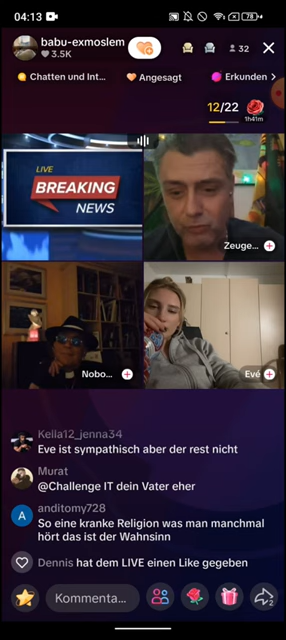 04:13
78
babu-exmoslem
3.5K
32
Chatten und Int...
Angesagt
Erkunden
12/22
1h41m
LIVE
BREAKING
NEWS
Zeuge...
Nobo...
Evé
Kella12_jenna34
Eve ist sympathisch aber der rest nicht
Murat
@Challenge IT dein Vater eher
A
anditomy728
So eine kranke Religion was man manchmal
hört das ist der Wahnsinn
Dennis hat dem LIVE einen Like gegeben
Kommenta...
2